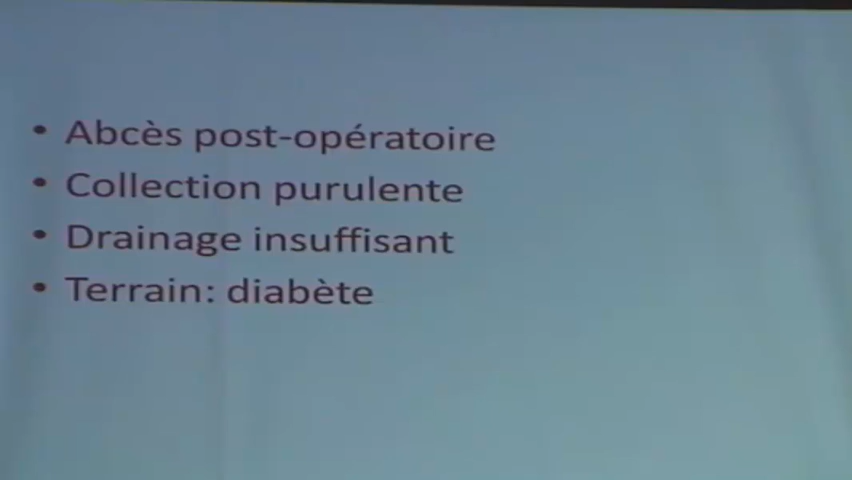 • Abcès post-opératoire
• Collection purulente
• Drainage insuffisant
• Terrain: diabète